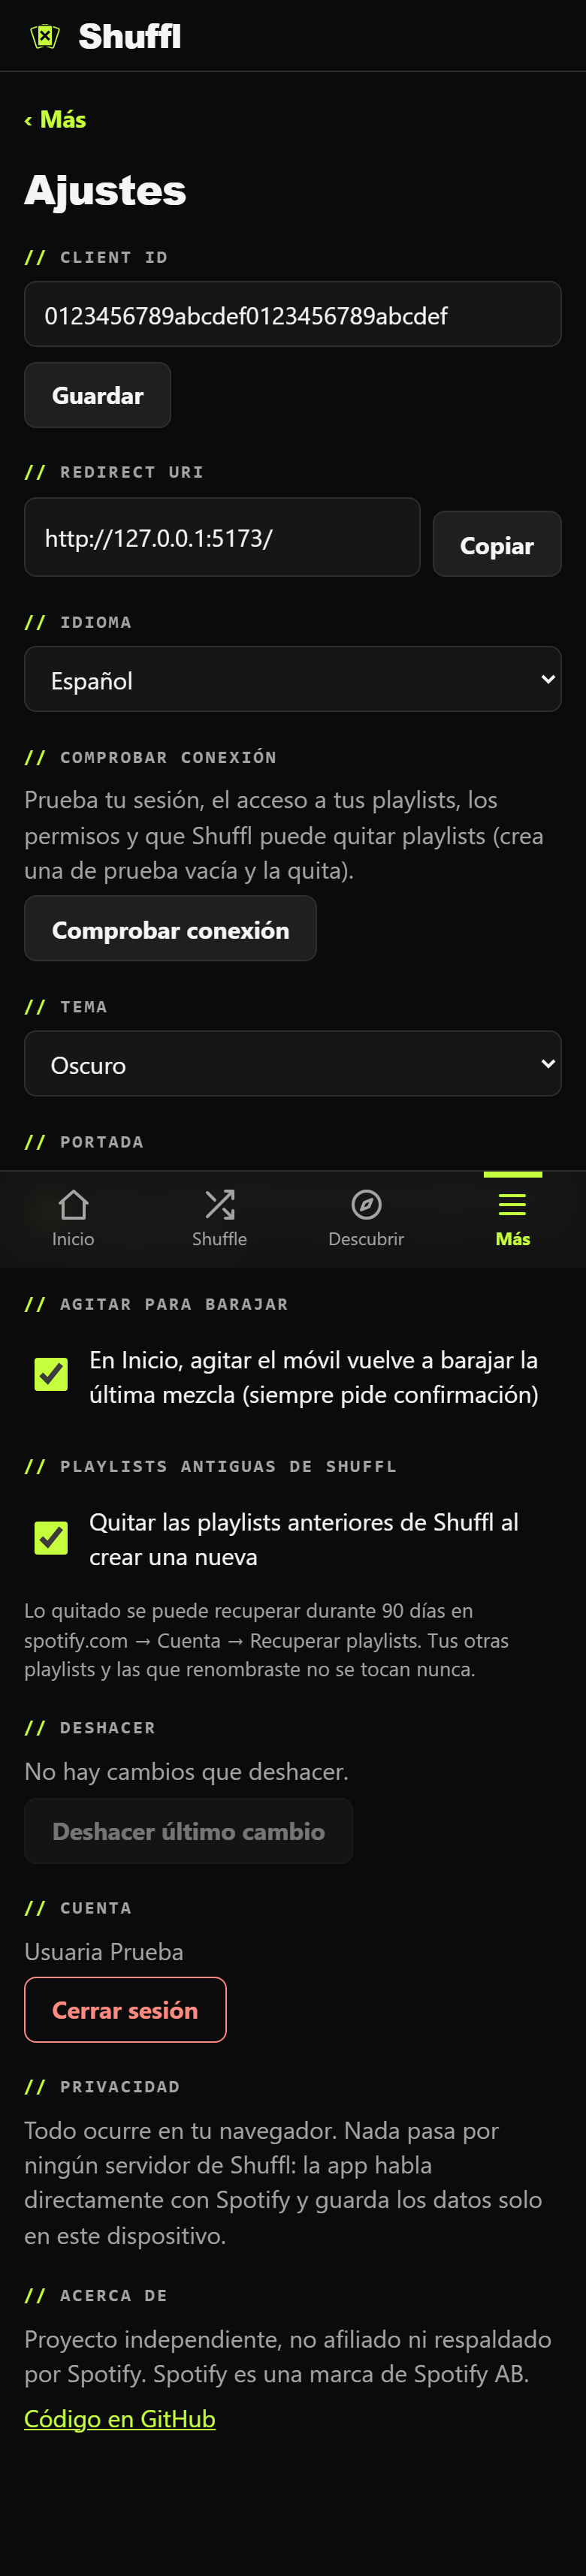 Shuffl
‹ Más
Ajustes
// CLIENT ID
0123456789abcdef0123456789abcdef
Guardar
// REDIRECT URI
http://127.0.0.1:5173/
Copiar
// IDIOMA
Español
// COMPROBAR CONEXIÓN
Prueba tu sesión, el acceso a tus playlists, los
permisos y que Shuffl puede quitar playlists (crea
una de prueba vacía y la quita).
Comprobar conexión
// TEMA
Oscuro
// PORTADA
Inicio
Shuffle
Descubrir
Más
// AGITAR PARA BARAJAR
En Inicio, agitar el móvil vuelve a barajar la
última mezcla (siempre pide confirmación)
// PLAYLISTS ANTIGUAS DE SHUFFL
Quitar las playlists anteriores de Shuffl al
crear una nueva
Lo quitado se puede recuperar durante 90 días en
spotify.com → Cuenta → Recuperar playlists. Tus otras
playlists y las que renombraste no se tocan nunca.
// DESHACER
No hay cambios que deshacer.
Deshacer último cambio
// CUENTA
Usuaria Prueba
Cerrar sesión
// PRIVACIDAD
Todo ocurre en tu navegador. Nada pasa por
ningún servidor de Shuffl: la app habla
directamente con Spotify y guarda los datos solo
en este dispositivo.
// ACERCA DE
Proyecto independiente, no afiliado ni respaldado
por Spotify. Spotify es una marca de Spotify AB.
Código en GitHub